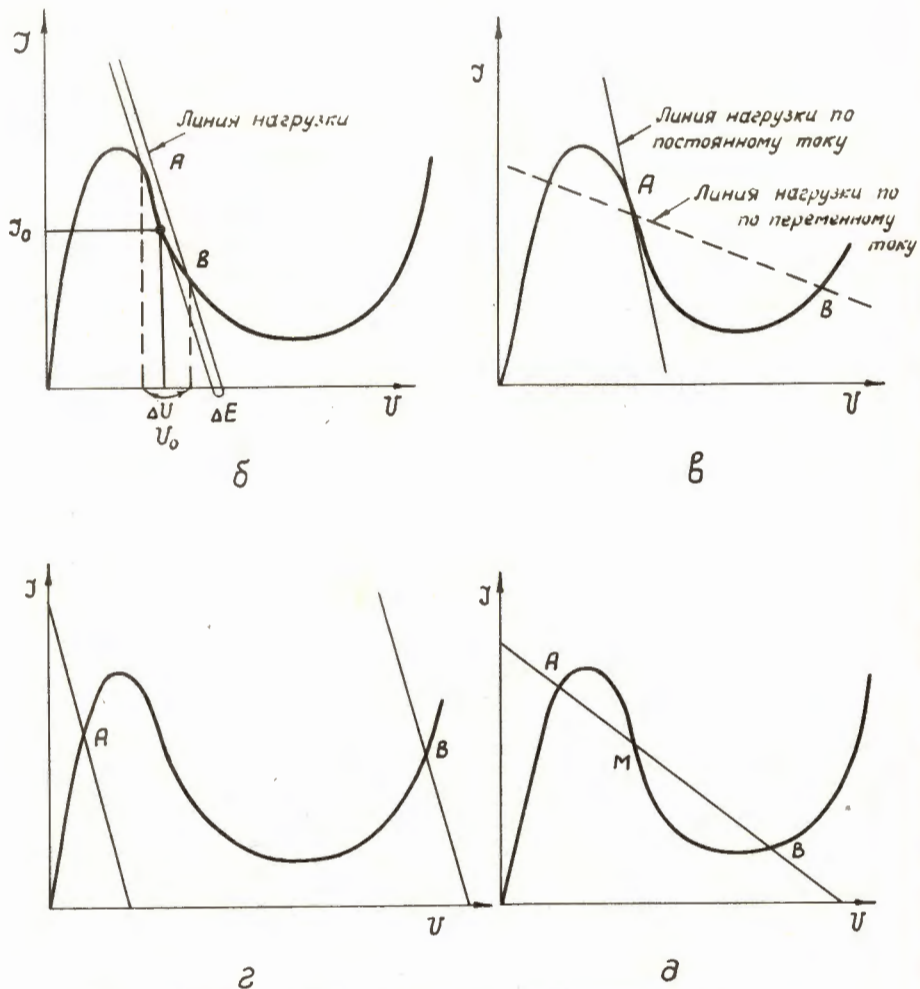 J
Линия нагрузки
A
J₀
B
ΔU
U₀
ΔE
U
б
J
Линия нагрузки по
постоянному току
A
Линия нагрузки по
по переменному
току
B
U
в
J
A
B
U
г
J
A
M
B
U
д